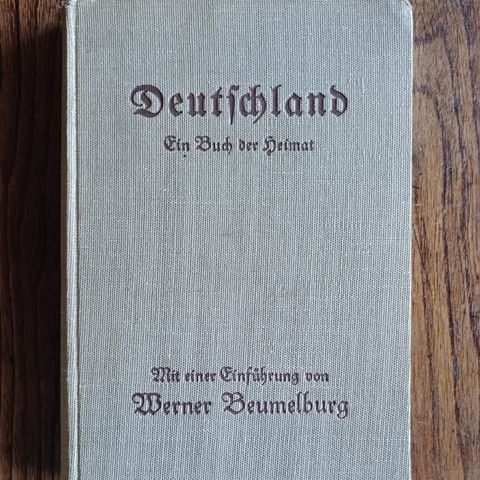 Deutschland
Ein Buch der Heimat
Mit einer Einführung von
Werner Beumelburg